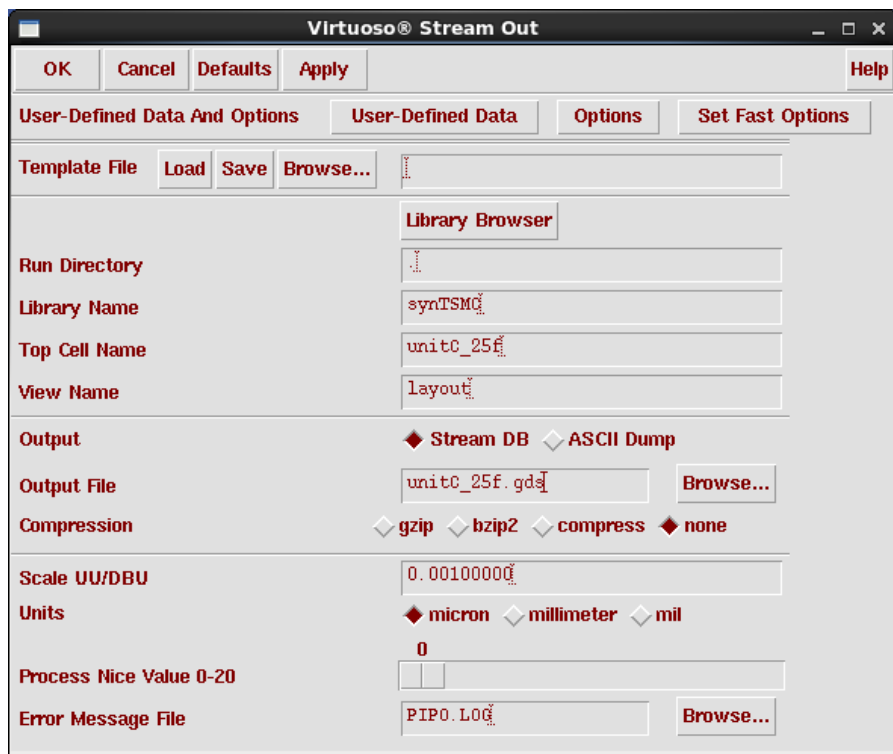 Virtuoso® Stream Out
OK Cancel Defaults Apply Help
User-Defined Data And Options User-Defined Data Options Set Fast Options
Template File Load Save Browse...
Library Browser
Run Directory .
Library Name synTSMC
Top Cell Name unitC_25f
View Name layout
Output Stream DB ASCII Dump
Output File unitC_25f.gds Browse...
Compression gzip bzip2 compress none
Scale UU/DBU 0.00100000
Units micron millimeter mil
0
Process Nice Value 0-20
Error Message File PIPO.LOG Browse...